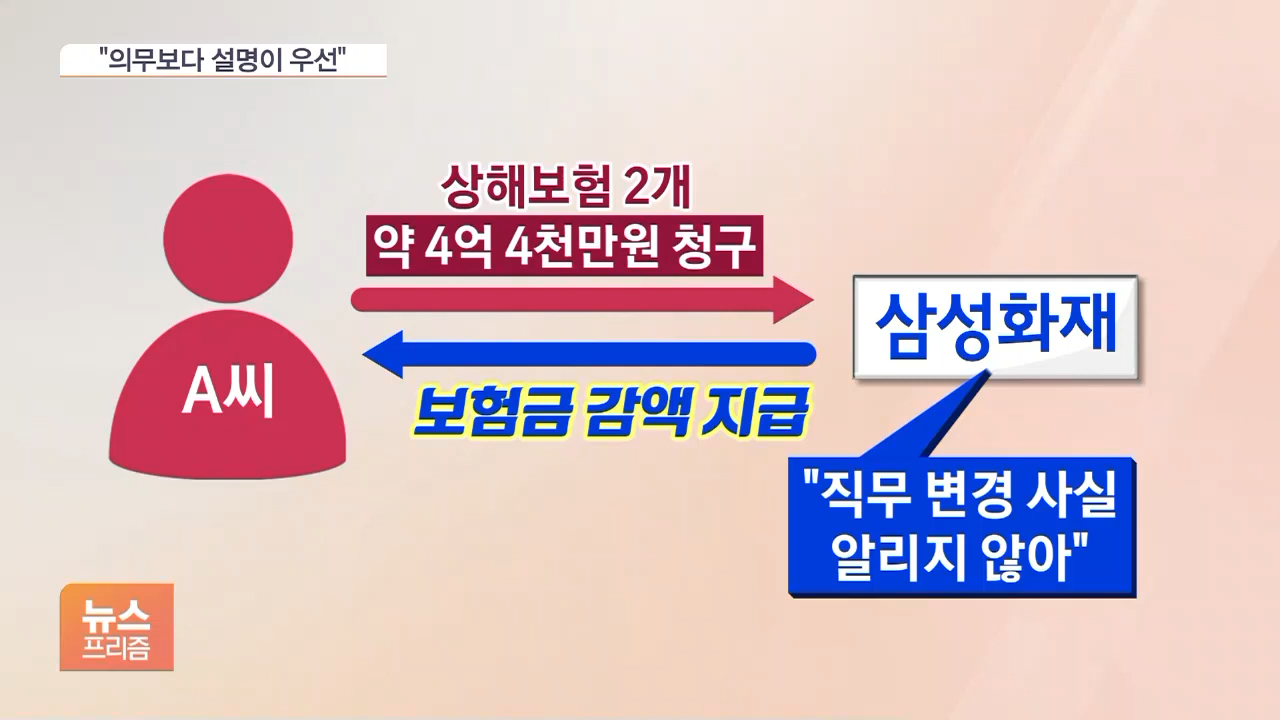 "의무보다 설명이 우선"
상해보험 2개
약 4억 4천만원 청구
A씨
삼성화재
보험금 감액 지급
"직무 변경 사실
알리지 않아"
뉴스
프리즘